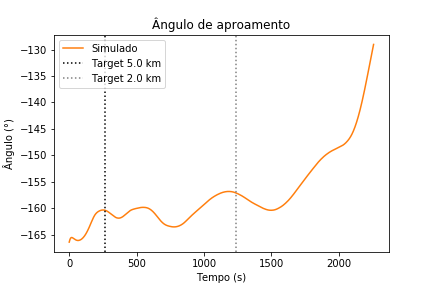 Ângulo de aproamento
Simulado
Target 5.0 km
Target 2.0 km
Ângulo (°)
−130
−135
−140
−145
−150
−155
−160
−165
0
500
1000
1500
2000
Tempo (s)